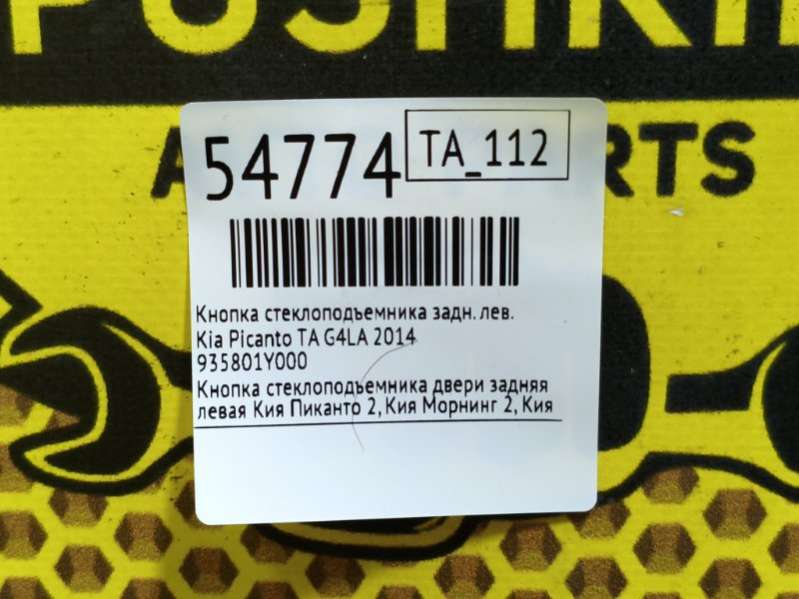 54774
TA_112
RTS
Кнопка стеклоподъемника задн. лев.
Kia Picanto TA G4LA 2014
935801Y000
Кнопка стеклоподъемника двери задняя
левая Кия Пиканто 2, Кия Морнинг 2, Кия